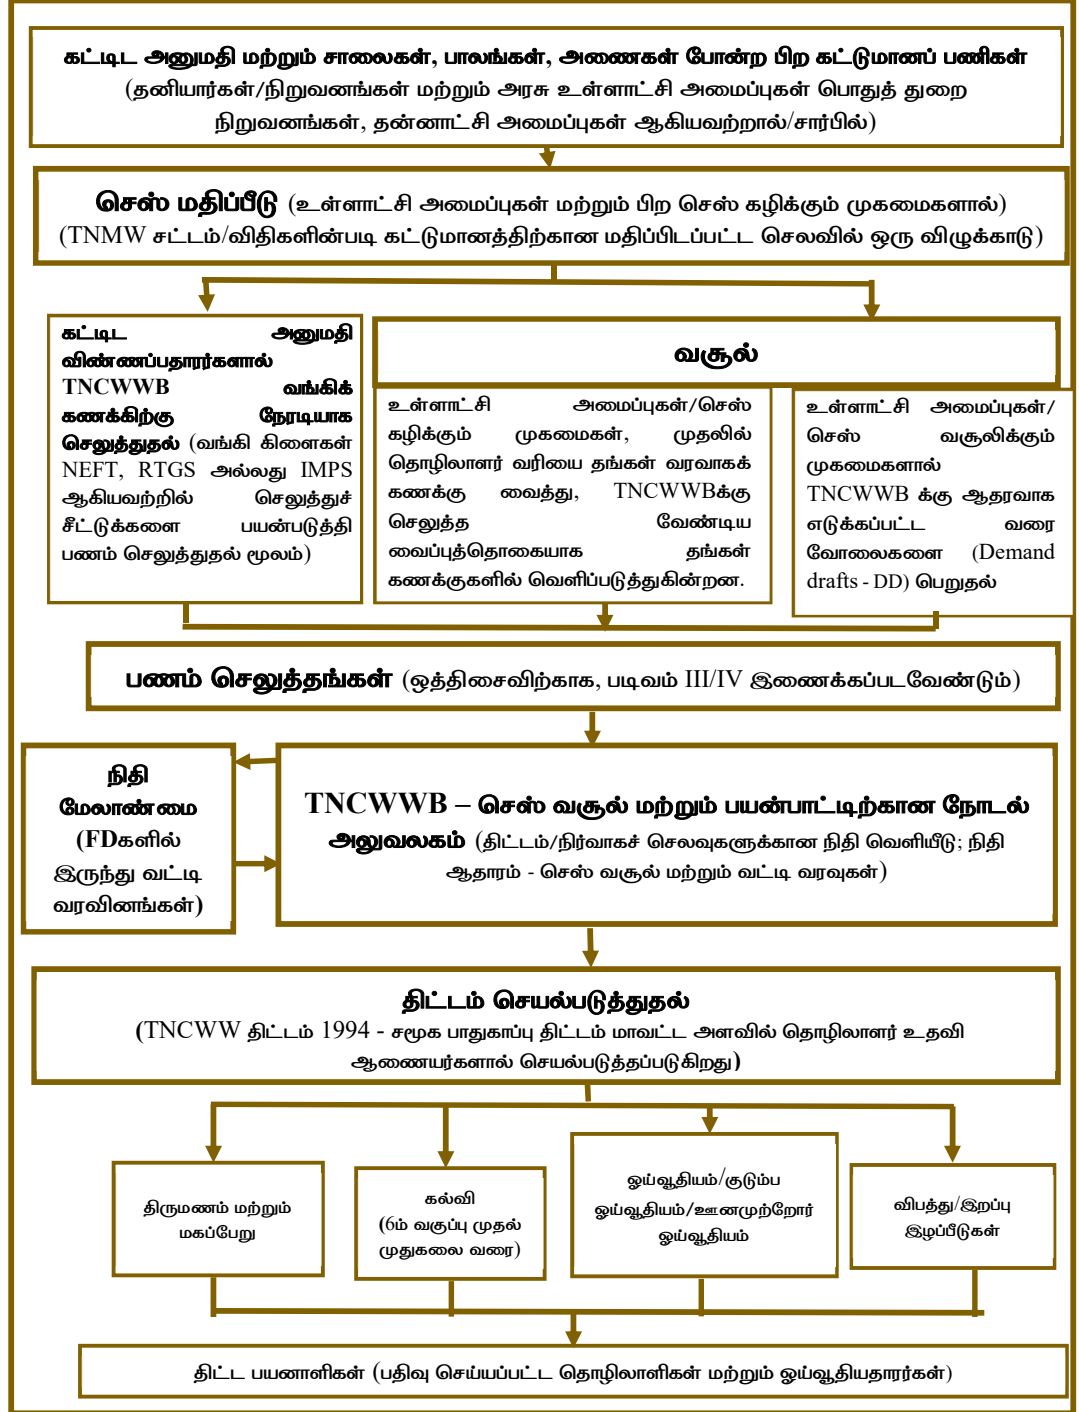 கட்டிட அனுமதி மற்றும் சாலைகள், பாலங்கள், அணைகள் போன்ற பிற கட்டுமானப் பணிகள்
(தனியார்கள்/நிறுவனங்கள் மற்றும் அரசு உள்ளாட்சி அமைப்புகள் பொதுத் துறை
நிறுவனங்கள், தன்னாட்சி அமைப்புகள் ஆகியவற்றால்/சார்பில்)
செஸ் மதிப்பீடு (உள்ளாட்சி அமைப்புகள் மற்றும் பிற செஸ் கழிக்கும் முகமைகளால்)
(TNMW சட்டம்/விதிகளின்படி கட்டுமானத்திற்கான மதிப்பிடப்பட்ட செலவில் ஒரு விழுக்காடு)
கட்டிட அனுமதி
விண்ணப்பதாரர்களால்
TNCWWB வங்கிக்
கணக்கிற்கு நேரடியாக
செலுத்துதல் (வங்கி கிளைகள்
NEFT, RTGS அல்லது IMPS
ஆகியவற்றில் செலுத்துச்
சீட்டுக்களை பயன்படுத்தி
பணம் செலுத்துதல் மூலம்)
வசூல்
உள்ளாட்சி அமைப்புகள்/செஸ்
கழிக்கும் முகமைகள், முதலில்
தொழிலாளர் வரியை தங்கள் வரவாகக்
கணக்கு வைத்து, TNCWWBக்கு
செலுத்த வேண்டிய
வைப்புத்தொகையாக தங்கள்
கணக்குகளில் வெளிப்படுத்துகின்றன.
உள்ளாட்சி அமைப்புகள்/
செஸ் வசூலிக்கும்
முகமைகளால்
TNCWWB க்கு ஆதரவாக
எடுக்கப்பட்ட வரை
வோலைகளை (Demand
drafts - DD) பெறுதல்
பணம் செலுத்தங்கள் (ஒத்திசைவிற்காக, படிவம் III/IV இணைக்கப்படவேண்டும்)
நிதி
மேலாண்மை
(FDகளில்
இருந்து வட்டி
வரவினங்கள்)
TNCWWB – செஸ் வசூல் மற்றும் பயன்பாட்டிற்கான நோடல்
அலுவலகம் (திட்டம்/நிர்வாகச் செலவுகளுக்கான நிதி வெளியீடு; நிதி
ஆதாரம் - செஸ் வசூல் மற்றும் வட்டி வரவுகள்)
திட்டம் செயல்படுத்துதல்
(TNCWW திட்டம் 1994 - சமூக பாதுகாப்பு திட்டம் மாவட்ட அளவில் தொழிலாளர் உதவி
ஆணையர்களால் செயல்படுத்தப்படுகிறது)
திருமணம் மற்றும்
மகப்பேறு
கல்வி
(6ம் வகுப்பு முதல்
முதுகலை வரை)
ஓய்வூதியம்/குடும்ப
ஓய்வூதியம்/ஊனமுற்றோர்
ஓய்வூதியம்
விபத்து/இறப்பு
இழப்பீடுகள்
திட்ட பயனாளிகள் (பதிவு செய்யப்பட்ட தொழிலாளிகள் மற்றும் ஓய்வூதியதாரர்கள்)